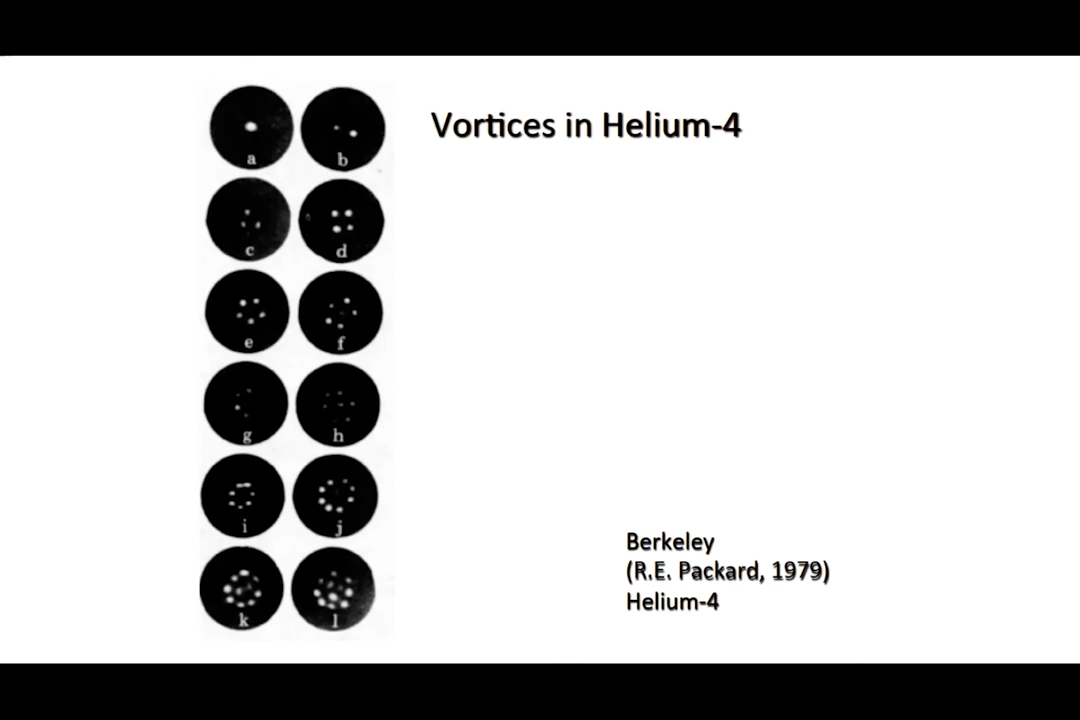 Vortices in Helium-4
a
b
c
d
e
f
g
h
i
j
k
l
Berkeley
(R.E. Packard, 1979)
Helium-4